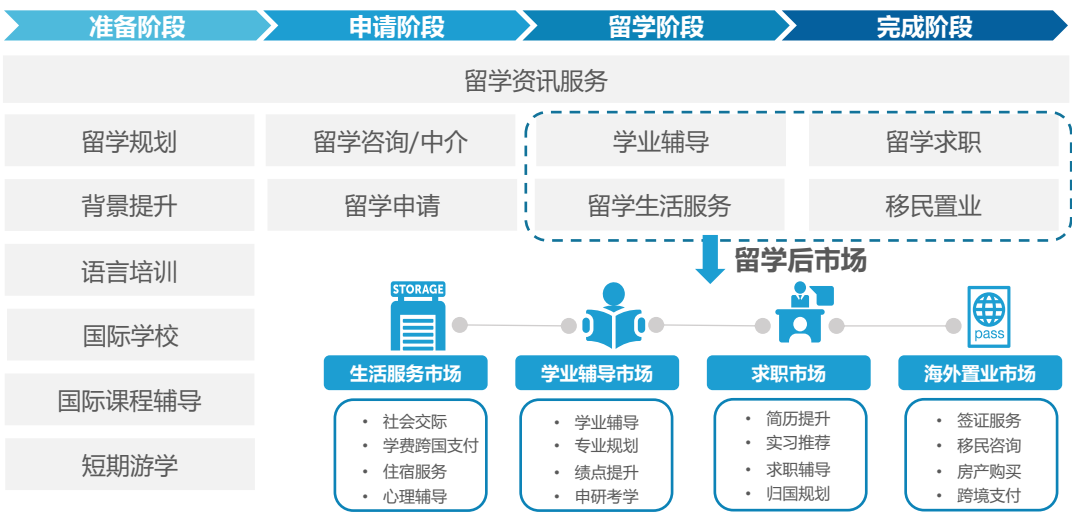 准备阶段
申请阶段
留学阶段
完成阶段
留学资讯服务
留学规划
留学咨询/中介
学业辅导
留学求职
背景提升
留学申请
留学生活服务
移民置业
语言培训
国际学校
国际课程辅导
短期游学
留学后市场
STORAGE
pass
生活服务市场
学业辅导市场
求职市场
海外置业市场
• 社会交际
• 学费跨国支付
• 住宿服务
• 心理辅导
• 学业辅导
• 专业规划
• 绩点提升
• 申研考学
• 简历提升
• 实习推荐
• 求职辅导
• 归国规划
• 签证服务
• 移民咨询
• 房产购买
• 跨境支付